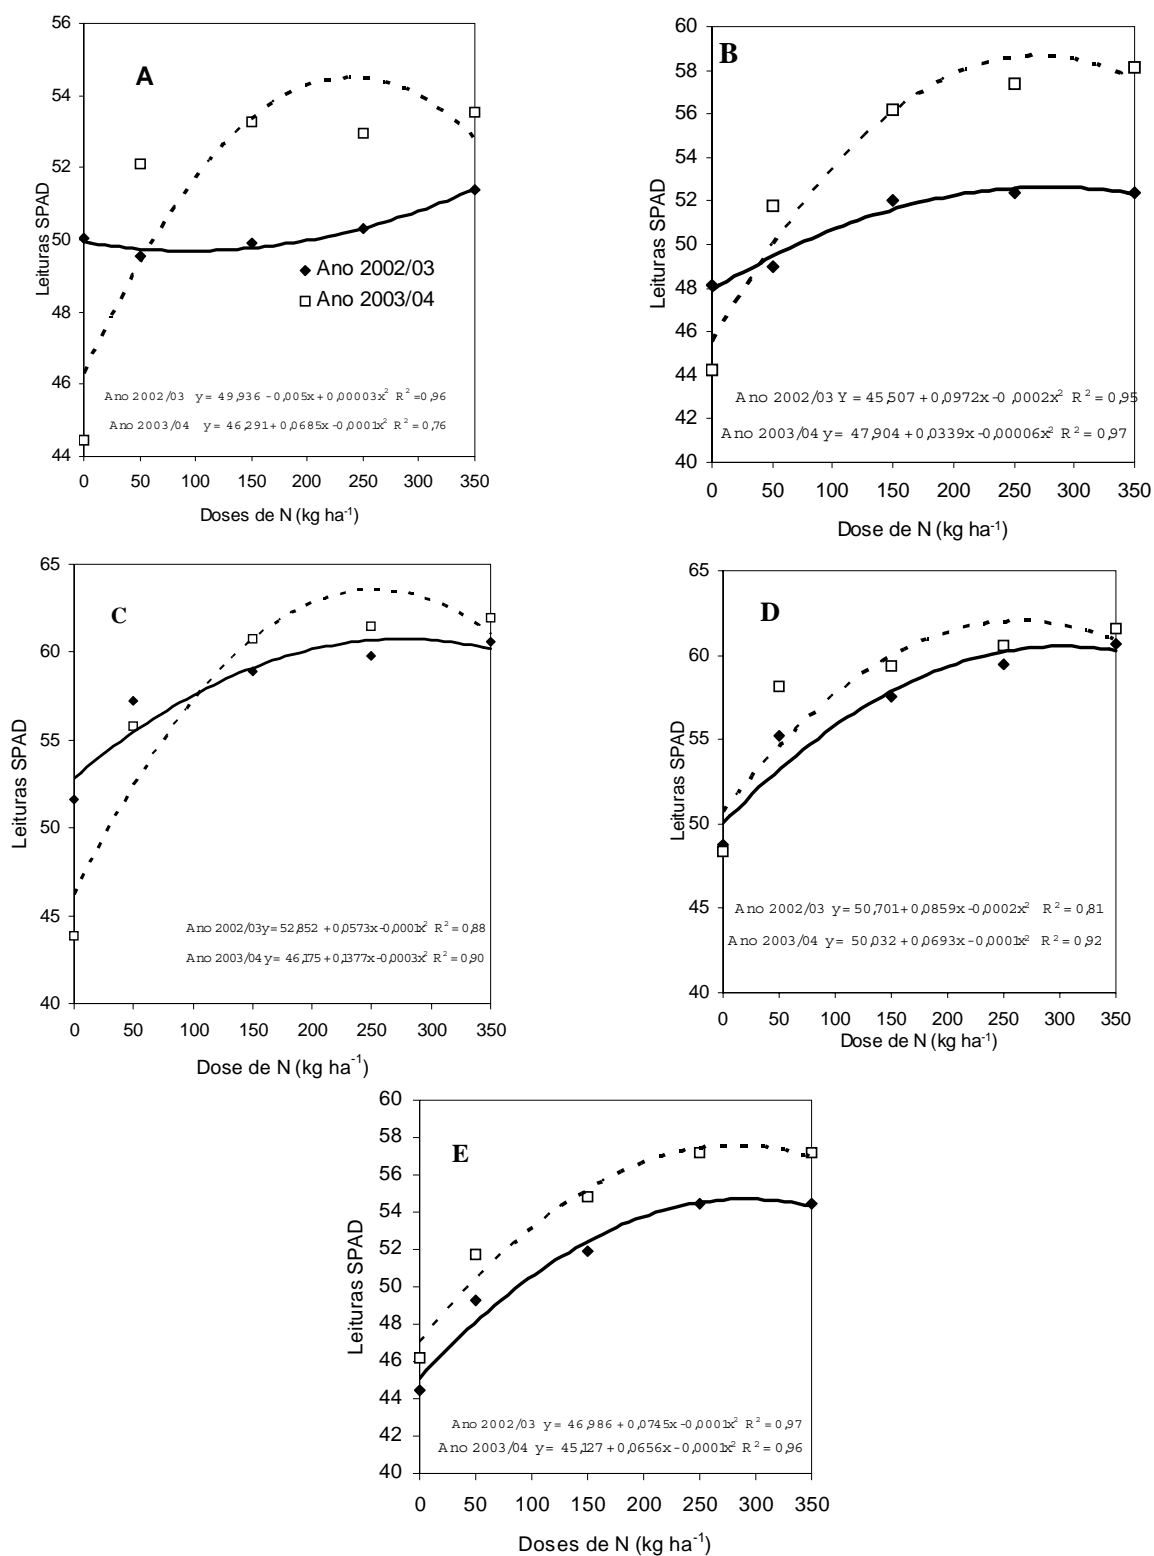 A
Leituras SPAD
56
54
52
50
48
46
44
Ano 2002/03
Ano 2003/04
Ano 2002/03 y = 49,936 - 0,005x + 0,00003x² R² = 0,96
Ano 2003/04 y = 46,291 + 0,0685x - 0,0001x² R² = 0,76
0 50 100 150 200 250 300 350
Doses de N (kg ha⁻¹)
B
Leituras SPAD
60
58
56
54
52
50
48
46
44
42
40
Ano 2002/03 Y = 45,507 + 0,0972x - 0,0002x² R² = 0,95
Ano 2003/04 y = 47,904 + 0,0339x - 0,00006x² R² = 0,97
0 50 100 150 200 250 300 350
Dose de N (kg ha⁻¹)
C
Leituras SPAD
65
60
55
50
45
40
Ano 2002/03 y = 52,852 + 0,0573x - 0,0001x² R² = 0,88
Ano 2003/04 y = 46,175 + 0,1377x - 0,0003x² R² = 0,90
0 50 100 150 200 250 300 350
Dose de N (kg ha⁻¹)
D
Leituras SPAD
65
60
55
50
45
40
Ano 2002/03 y = 50,701 + 0,0859x - 0,0002x² R² = 0,81
Ano 2003/04 y = 50,032 + 0,0693x - 0,0001x² R² = 0,92
0 50 100 150 200 250 300 350
Dose de N (kg ha⁻¹)
E
Leituras SPAD
60
58
56
54
52
50
48
46
44
42
40
Ano 2002/03 y = 46,986 + 0,0745x - 0,0001x² R² = 0,97
Ano 2003/04 y = 45,127 + 0,0656x - 0,0001x² R² = 0,96
0 50 100 150 200 250 300 350
Doses de N (kg ha⁻¹)